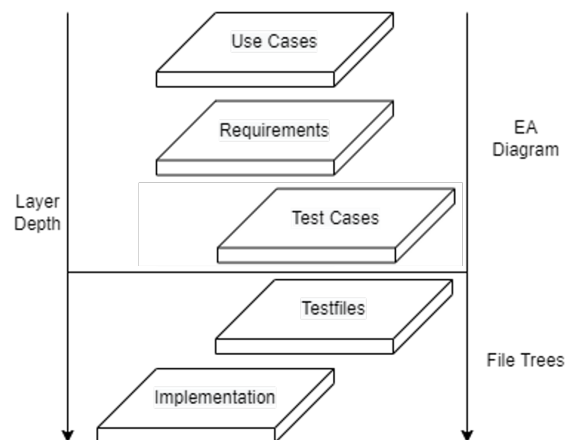 Use Cases
Requirements
EA
Diagram
Layer
Depth
Test Cases
Testfiles
File Trees
Implementation